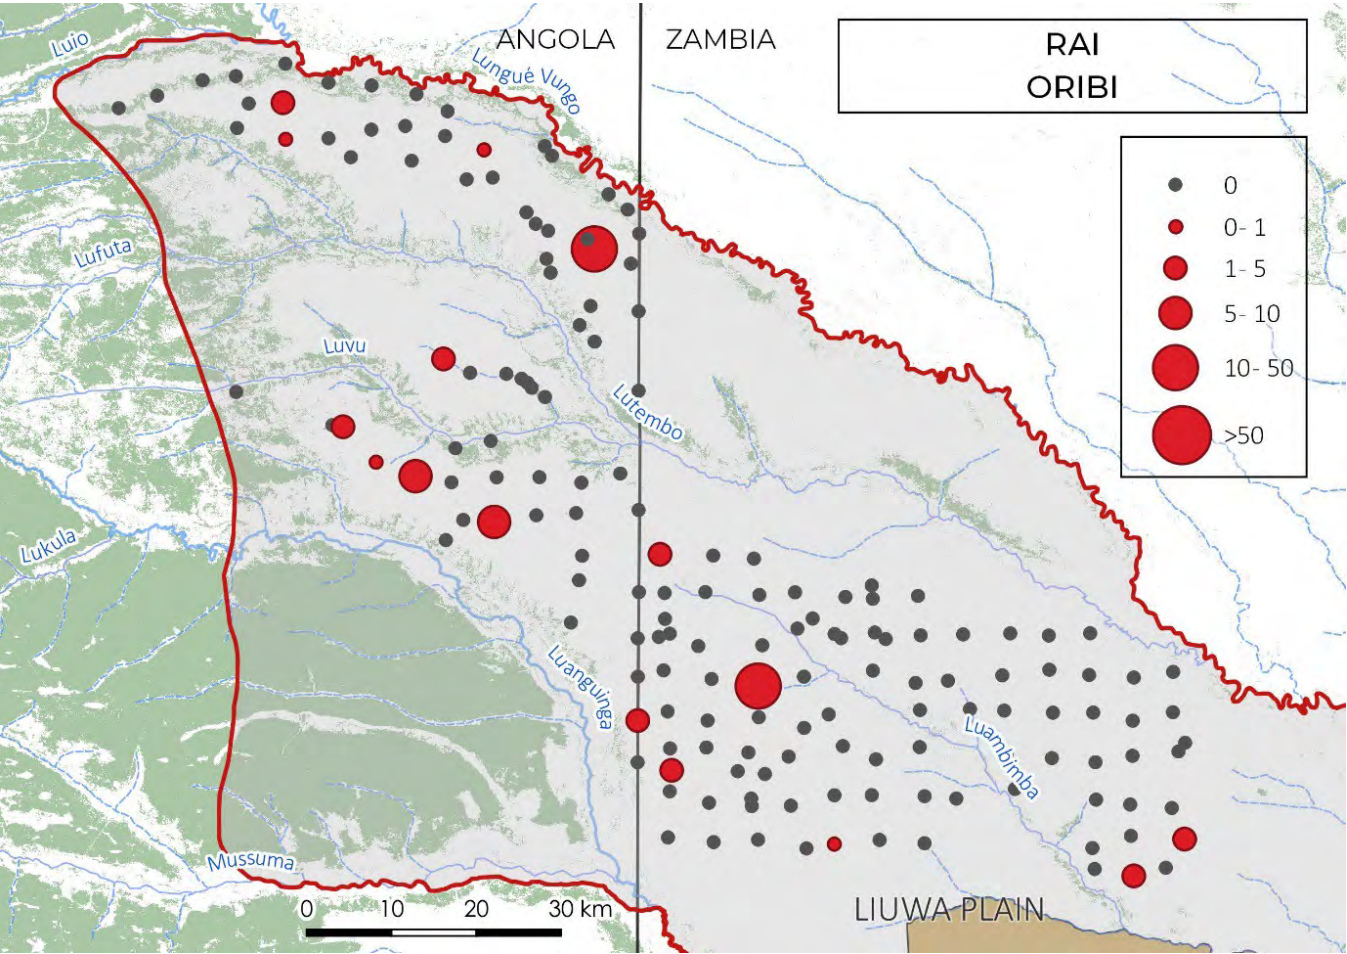 ANGOLA
ZAMBIA
RAI
ORIBI
Luio
Lungué Vungo
0
0- 1
1- 5
5- 10
10- 50
>50
Lufuta
Luvu
Lutembo
Lukula
Luanguinga
Luambimba
Mussuma
0 10 20 30 km
LIUWA PLAIN